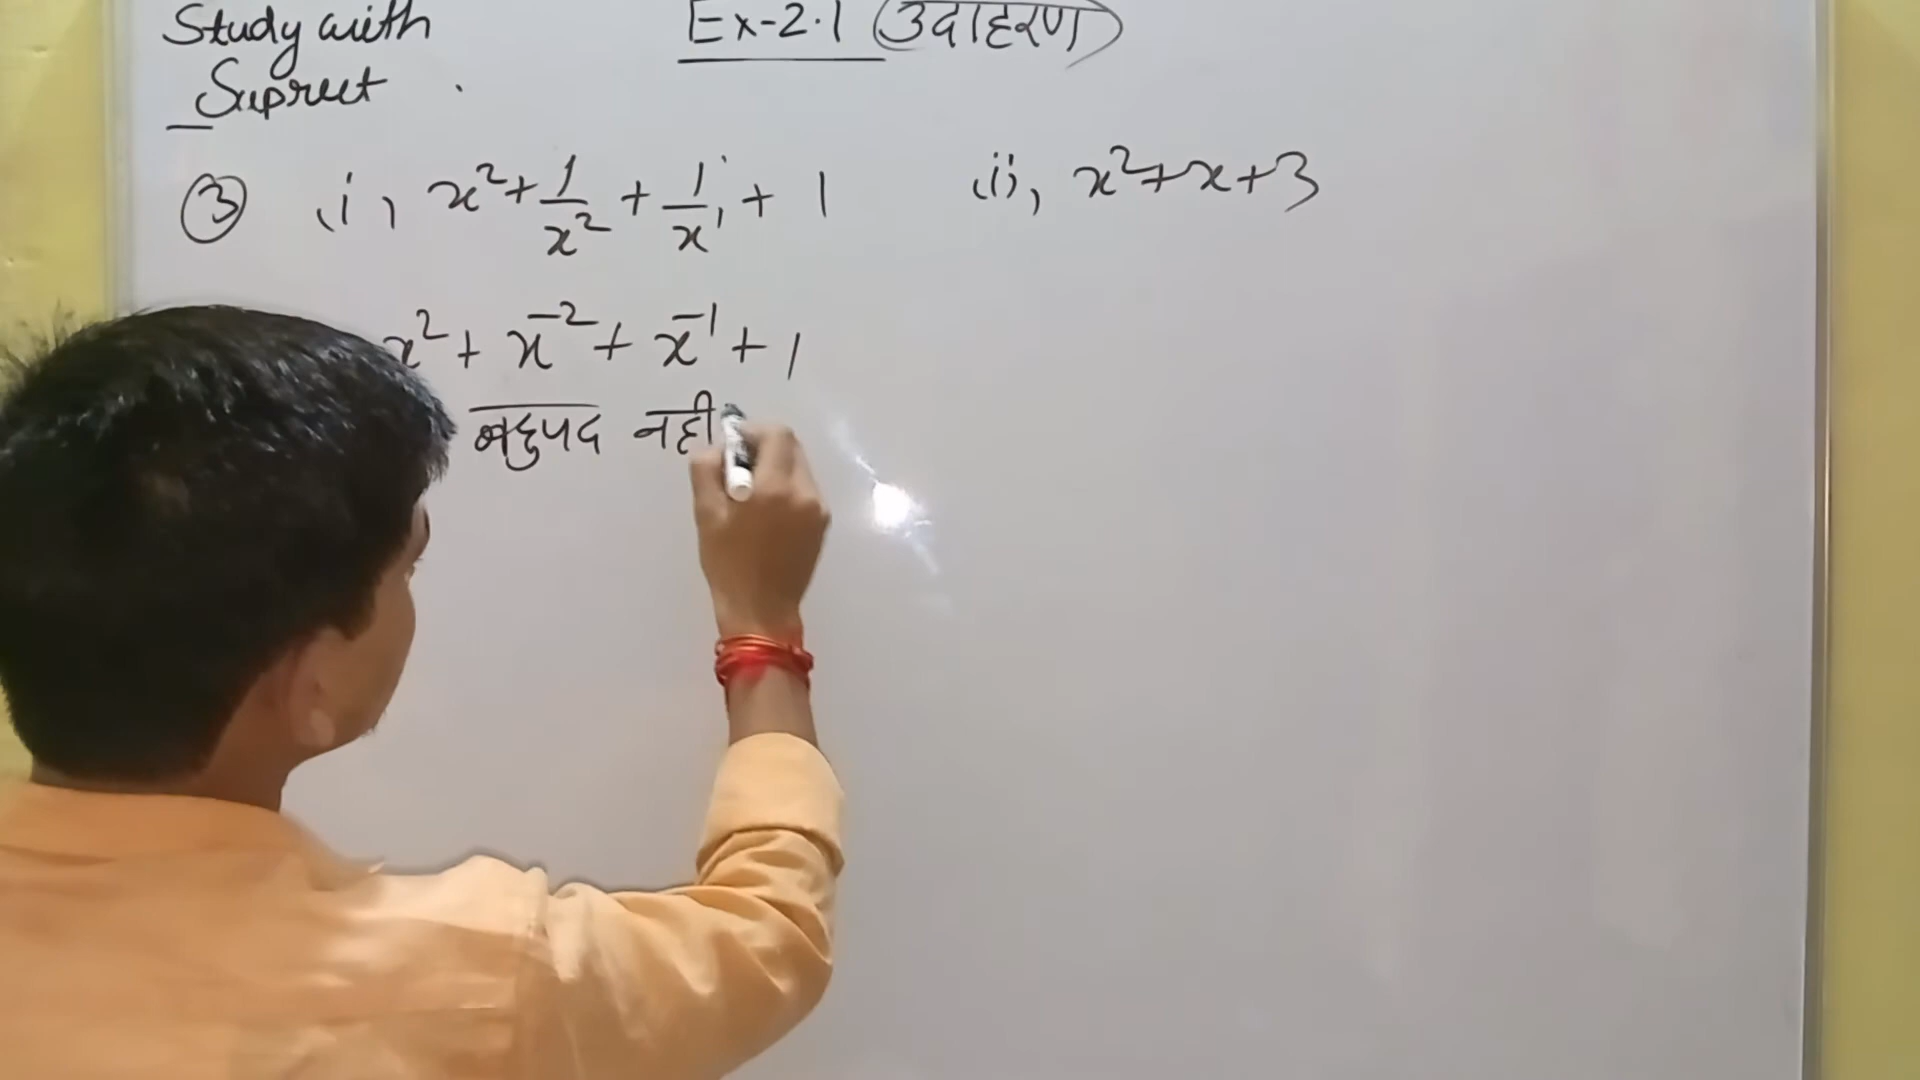 Study with
Supreet
Ex-2.1 (उदाहरण)
③ (i), x² + 1/x² + 1/x¹ + 1
(ii), x² + x + 3
x² + x⁻² + x⁻¹ + 1
बहुपद नही